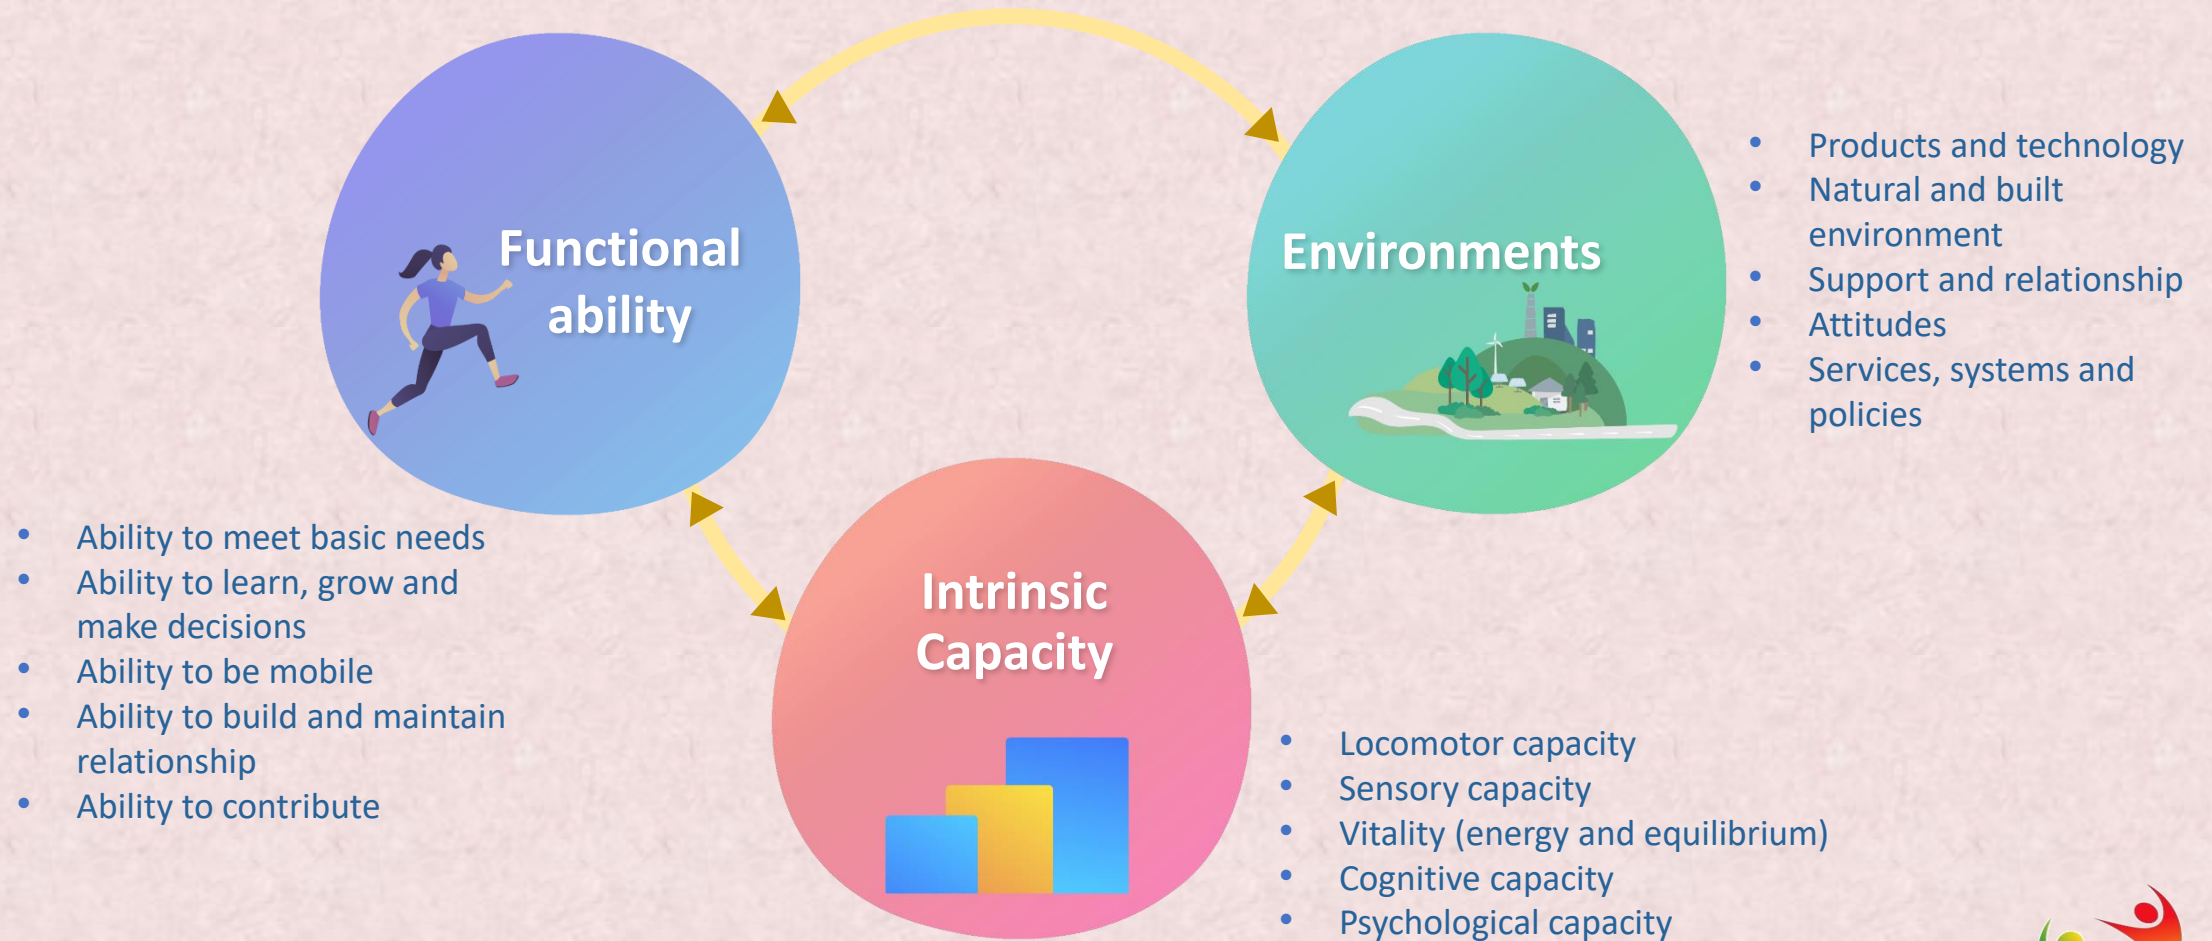 Functional
ability
Environments
• Products and technology
• Natural and built
environment
• Support and relationship
• Attitudes
• Services, systems and
policies
• Ability to meet basic needs
• Ability to learn, grow and
make decisions
• Ability to be mobile
• Ability to build and maintain
relationship
• Ability to contribute
Intrinsic
Capacity
• Locomotor capacity
• Sensory capacity
• Vitality (energy and equilibrium)
• Cognitive capacity
• Psychological capacity